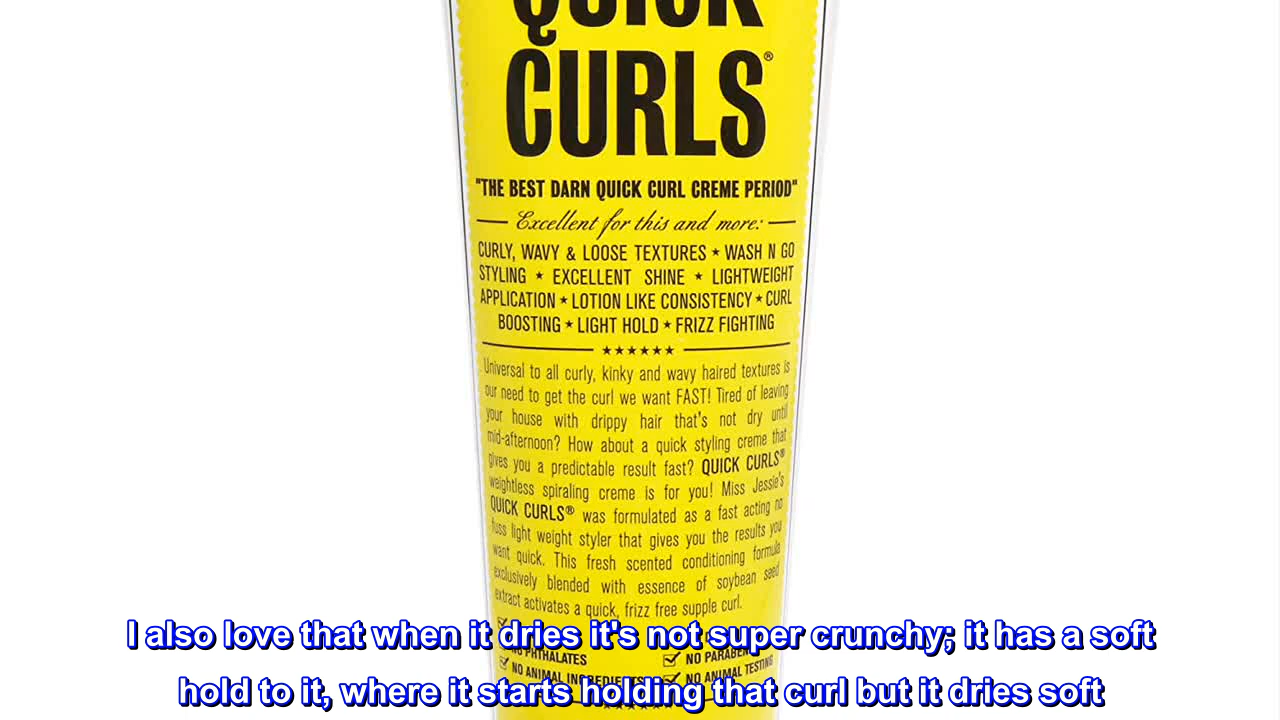 QUICK
CURLS®
"THE BEST DARN QUICK CURL CREME PERIOD"
Excellent for this and more:
CURLY, WAVY & LOOSE TEXTURES ★ WASH N GO
STYLING ★ EXCELLENT SHINE ★ LIGHTWEIGHT
APPLICATION ★ LOTION LIKE CONSISTENCY ★ CURL
BOOSTING ★ LIGHT HOLD ★ FRIZZ FIGHTING
★★★★★★
Universal to all curly, kinky and wavy haired textures is
our need to get the curl we want FAST! Tired of leaving
your house with drippy hair that's not dry until
mid-afternoon? How about a quick styling creme that
gives you a predictable result fast? QUICK CURLS®
weightless spiraling creme is for you! Miss Jessie's
QUICK CURLS® was formulated as a fast acting no
fuss light weight styler that gives you the results you
want quick. This fresh scented conditioning formula
exclusively blended with essence of soybean seed
extract activates a quick, frizz free supple curl.
I also love that when it dries it's not super crunchy; it has a soft
NO PHTHALATES NO PARABENS
NO ANIMAL INGREDIENTS NO ANIMAL TESTING
hold to it, where it starts holding that curl but it dries soft